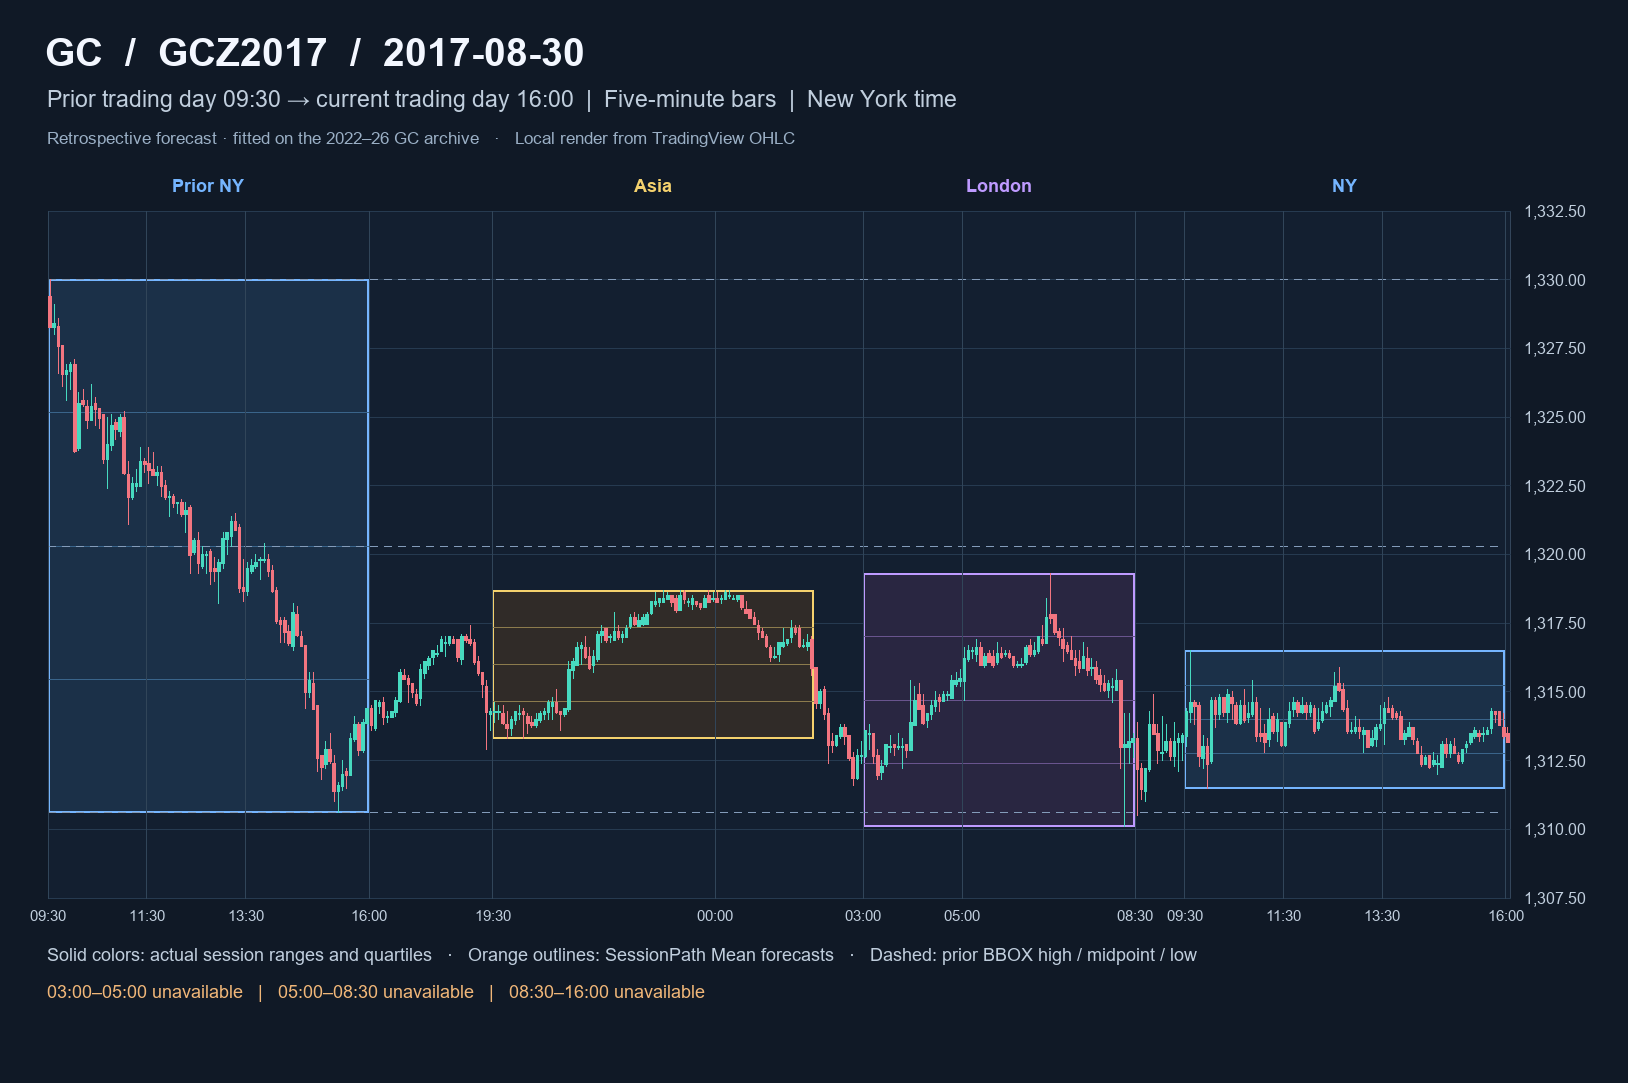 GC / GCZ2017 / 2017-08-30
Prior trading day 09:30 → current trading day 16:00 | Five-minute bars | New York time
Retrospective forecast · fitted on the 2022–26 GC archive · Local render from TradingView OHLC
Prior NY Asia London NY
1,332.50
1,330.00
1,327.50
1,325.00
1,322.50
1,320.00
1,317.50
1,315.00
1,312.50
1,310.00
1,307.50
09:30 11:30 13:30 16:00 19:30 00:00 03:00 05:00 08:30 09:30 11:30 13:30 16:00
Solid colors: actual session ranges and quartiles · Orange outlines: SessionPath Mean forecasts · Dashed: prior BBOX high / midpoint / low
03:00–05:00 unavailable | 05:00–08:30 unavailable | 08:30–16:00 unavailable